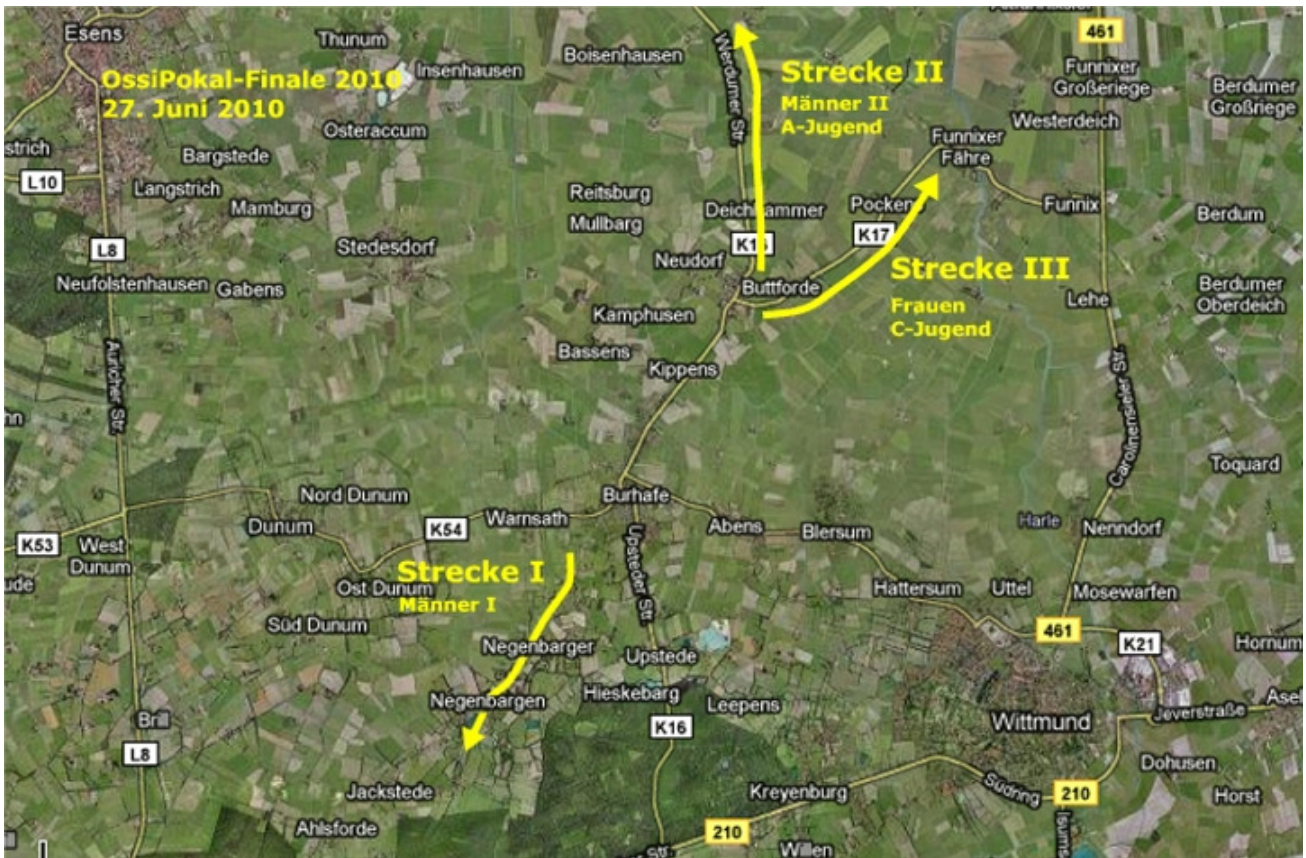 Esens
Thunum
Boisenhausen
Insenhausen
OssiPokal-Finale 2010
27. Juni 2010
Werdumer Str.
Strecke II
Männer II
A-Jugend
461
Funnixer
Großeriege
Berdumer
Großriege
Osteraccum
Westerdeich
Funnixer
Fähre
strich
Bargstede
L10
Langstrich
Mamburg
Reitsburg
Mullbarg
Deichhammer
Pockens
Funnix
Berdum
L8
Stedesdorf
K16
K17
Neudorf
Strecke III
Frauen
C-Jugend
Neufolstenhausen
Gabens
Buttforde
Lehe
Berdumer
Oberdeich
Kamphusen
Bassens
Kippens
Auricher Str.
Carolinensieler Str.
Toquard
Nord Dunum
Burhafe
Dunum
K54
Warnsath
Abens
Blersum
Harle
Nenndorf
K53
West
Dunum
Upsteder Str
ude
Ost Dunum
Strecke I
Männer I
Hattersum
Uttel
Mosewarfen
Süd Dunum
461
K21
Hornum
Negenbarger
Upstede
Negenbargen
Hieskebarg
Leepens
Brill
K16
Wittmund
Jeverstraße
Asel
L8
Dohusen
Jackstede
Kreyenburg
Südring
210
Horst
Ahlsforde
210
Willen
Isums